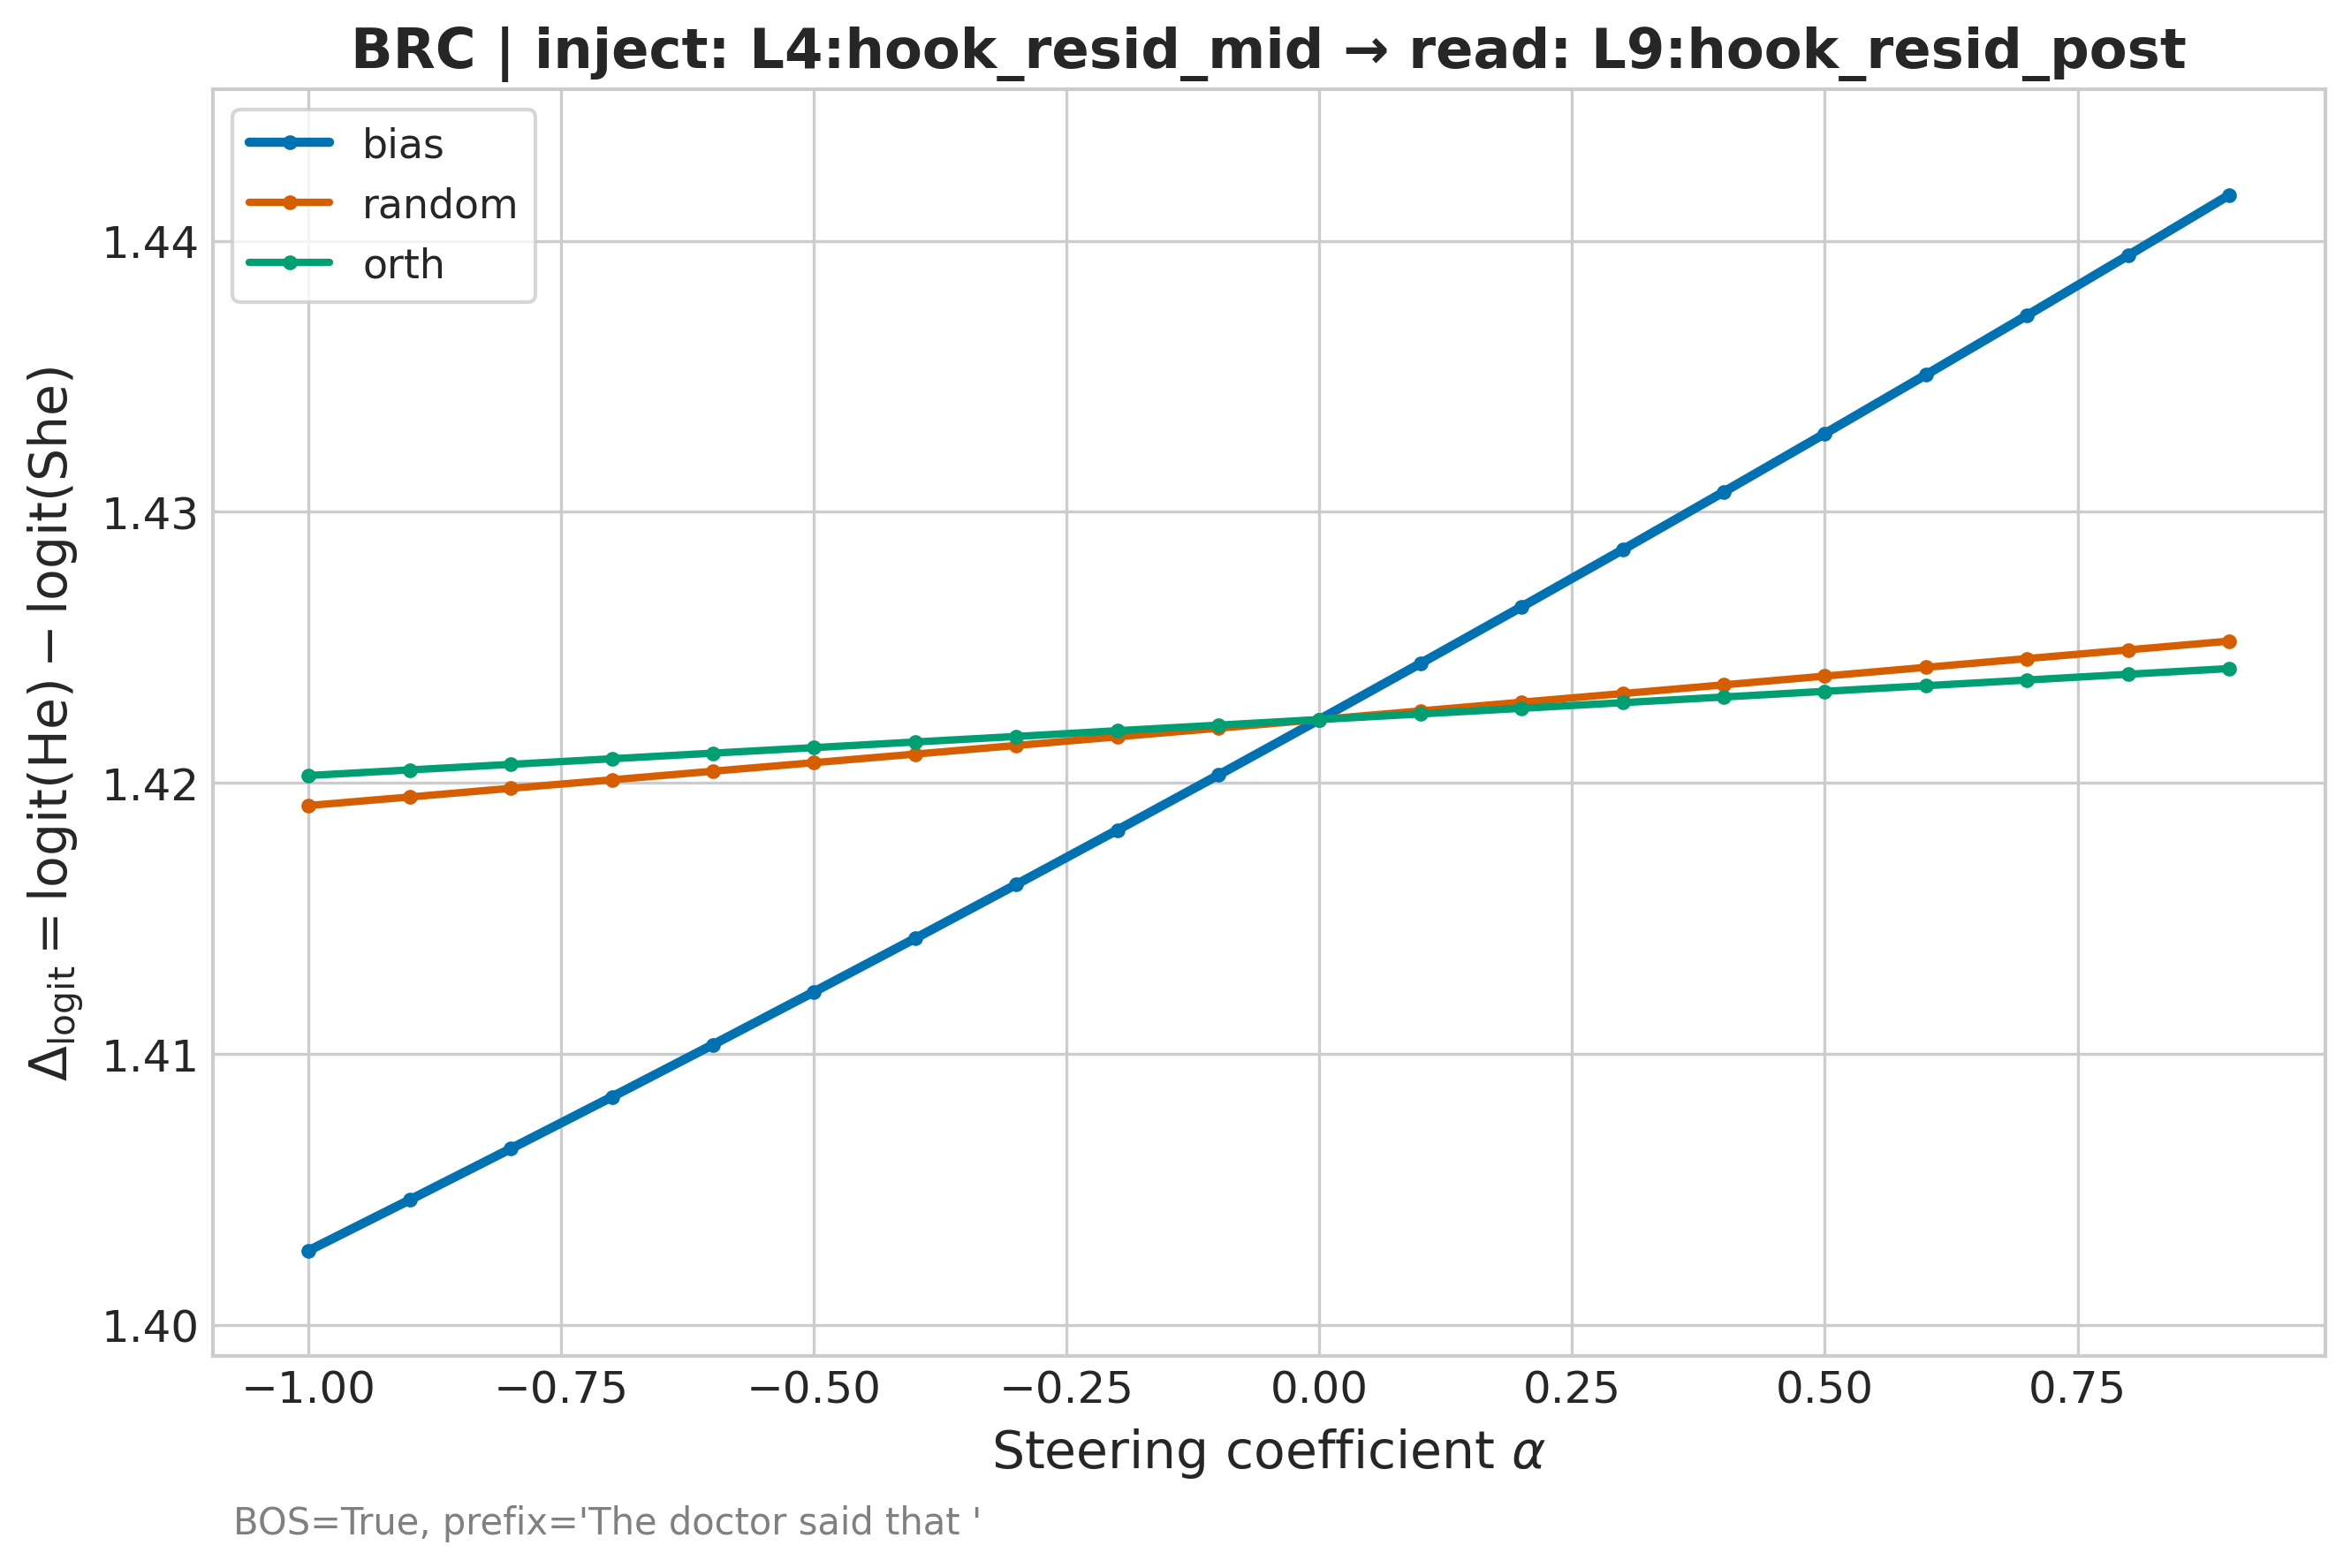 BRC | inject: L4:hook_resid_mid → read: L9:hook_resid_post
bias
random
orth
Δlogit = logit(He) − logit(She)
1.44
1.43
1.42
1.41
1.40
−1.00 −0.75 −0.50 −0.25 0.00 0.25 0.50 0.75
Steering coefficient α
BOS=True, prefix='The doctor said that '